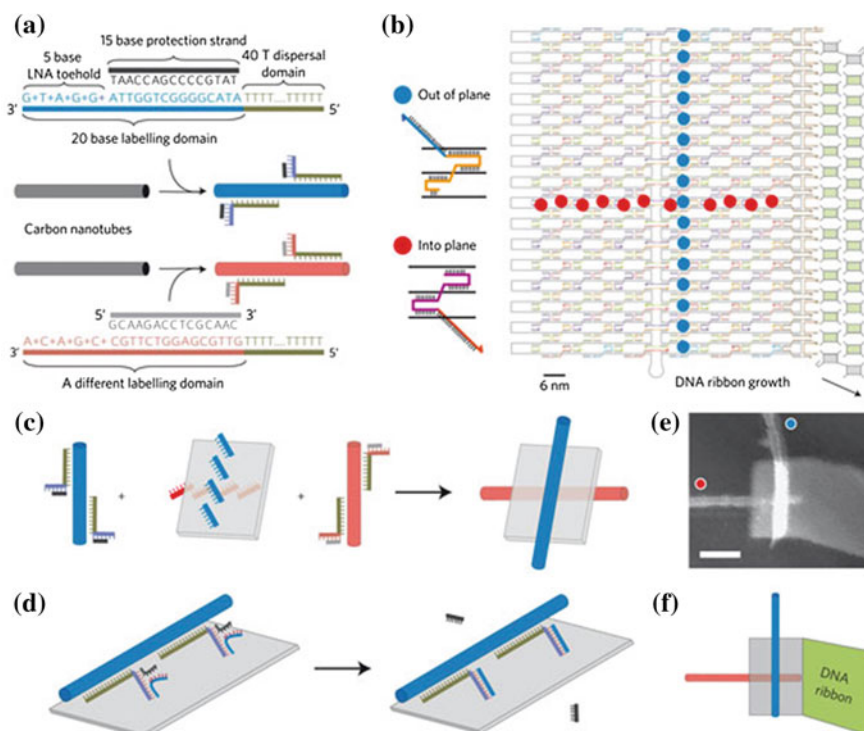 (a)
15 base protection strand
5 base
LNA toehold
40 T dispersal
domain
TAACCAGCCCCGTAT
3' G+T+A+G+G+ ATTGGTCGGGGCATA TTTT...TTTTT 5'
20 base labelling domain
Carbon nanotubes
5' 3'
GCAAGACCTCGCAAC
A+C+A+G+C+ CGTTCTGGAGCGTTG TTTT...TTTTT
3' 5'
A different labelling domain
(b)
Out of plane
Into plane
6 nm
DNA ribbon growth
(c)
+ +
(d)
(e)
(f)
DNA
ribbon